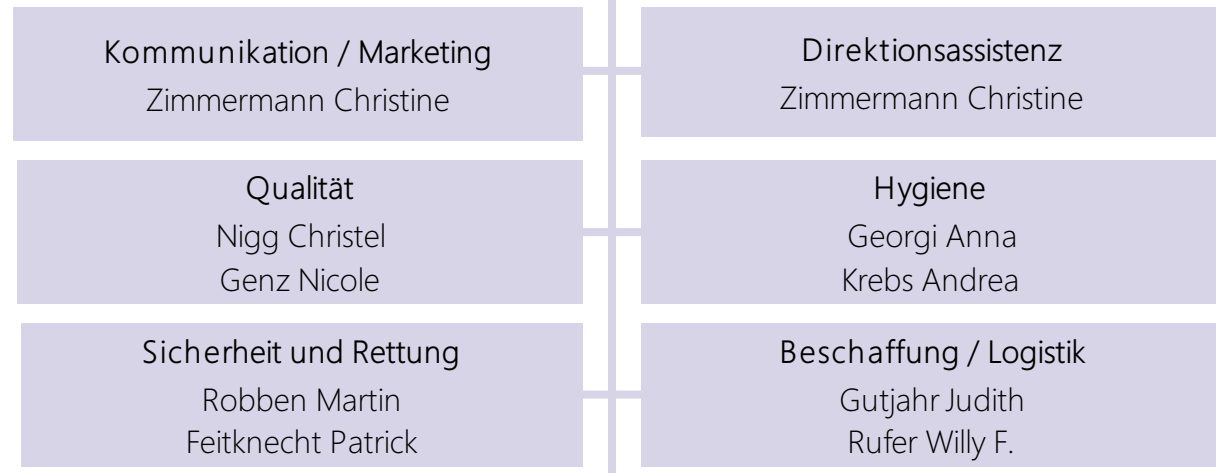 Kommunikation / Marketing
Zimmermann Christine
Direktionsassistenz
Zimmermann Christine
Qualität
Nigg Christel
Genz Nicole
Hygiene
Georgi Anna
Krebs Andrea
Sicherheit und Rettung
Robben Martin
Feitknecht Patrick
Beschaffung / Logistik
Gutjahr Judith
Rufer Willy F.